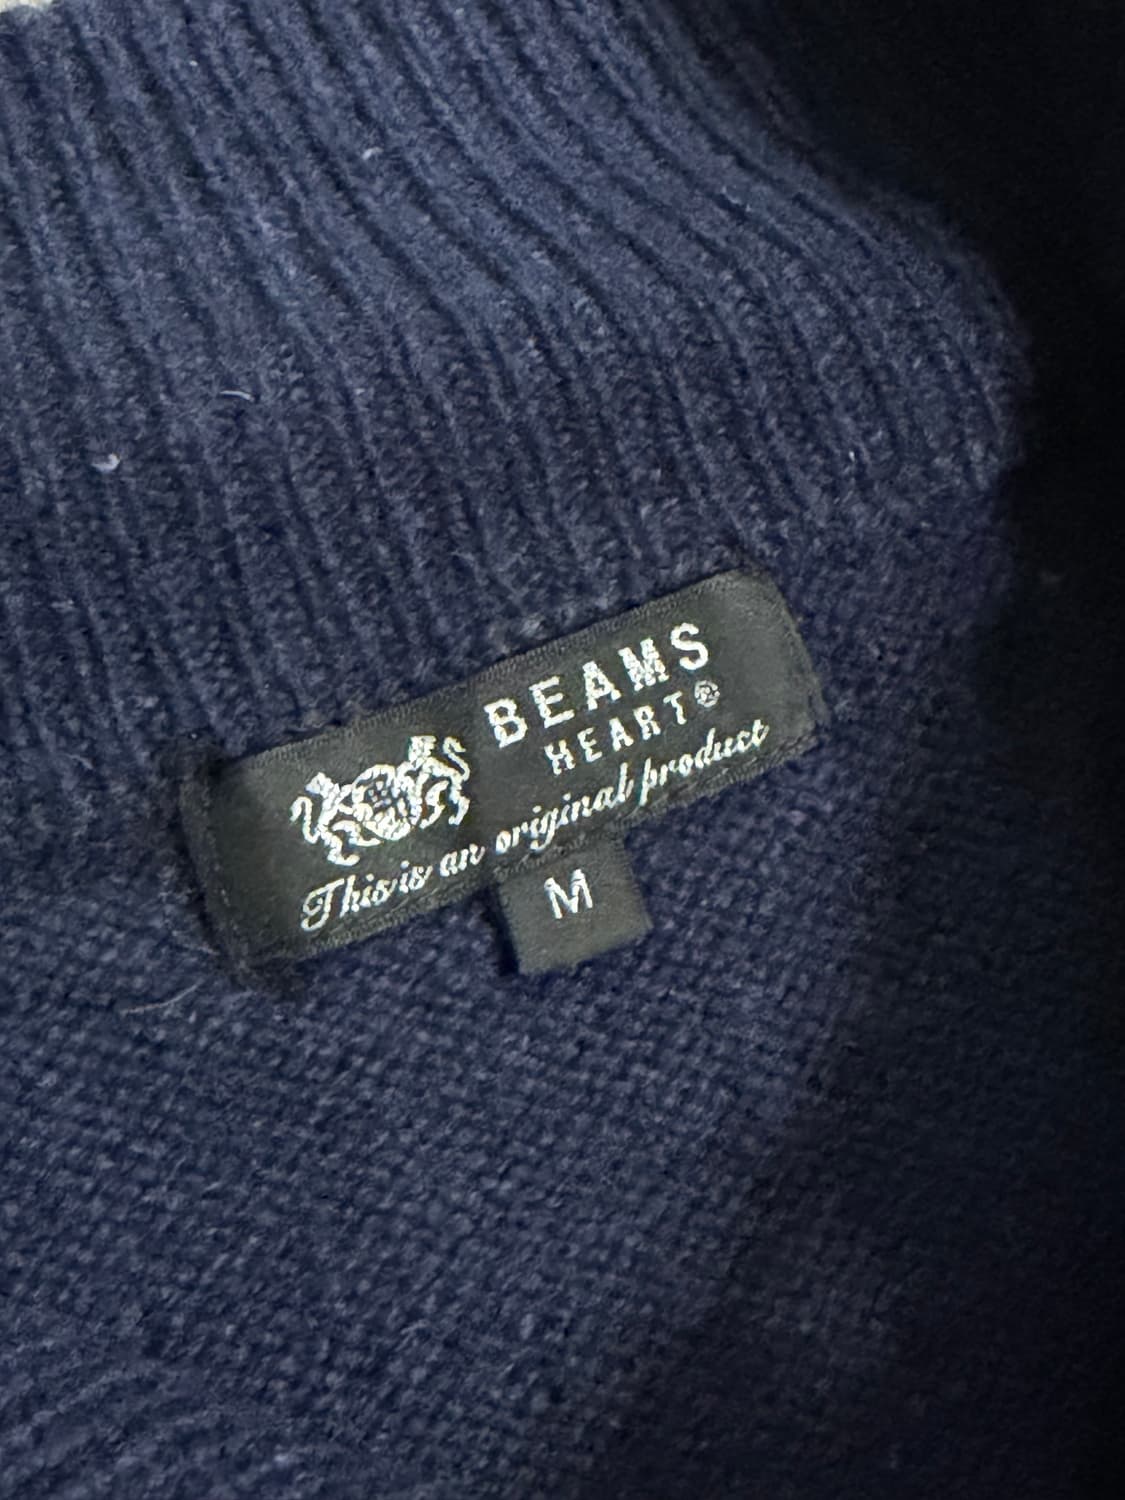 BEAMS
HEART®
This is an original product
M